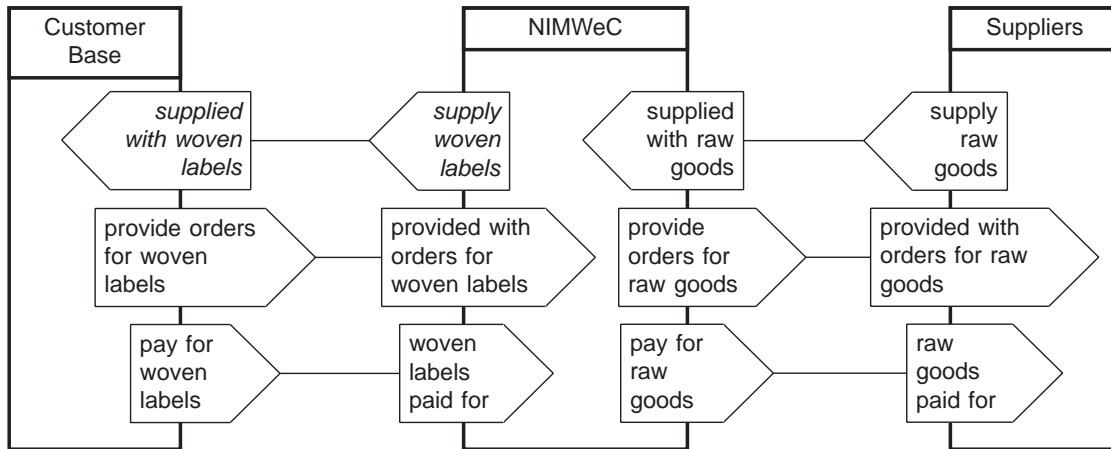 Customer
Base
NIMWeC
Suppliers
supplied
with woven
labels
supply
woven
labels
supplied
with raw
goods
supply
raw
goods
provide orders
for woven
labels
provided with
orders for
woven labels
provide
orders for
raw goods
provided with
orders for raw
goods
pay for
woven
labels
woven
labels
paid for
pay for
raw
goods
raw
goods
paid for